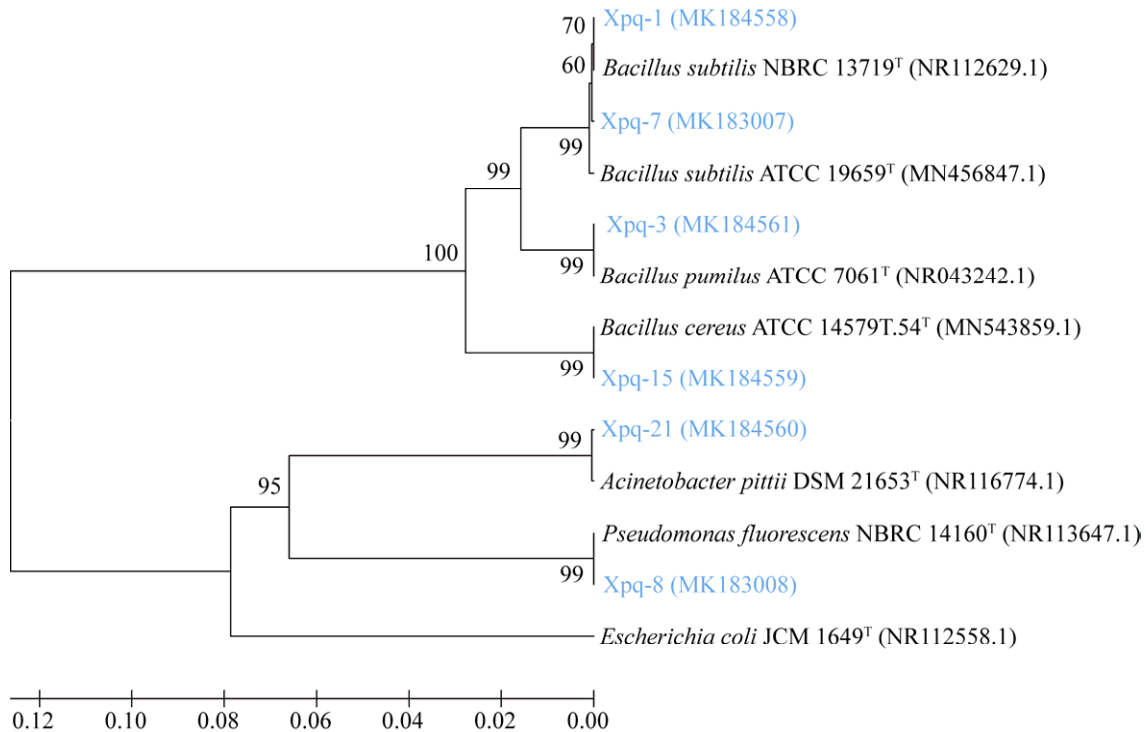 70
Xpq-1 (MK184558)
60
Bacillus subtilis NBRC 13719ᵀ (NR112629.1)
Xpq-7 (MK183007)
99
99
Bacillus subtilis ATCC 19659ᵀ (MN456847.1)
Xpq-3 (MK184561)
100
99
Bacillus pumilus ATCC 7061ᵀ (NR043242.1)
Bacillus cereus ATCC 14579T.54ᵀ (MN543859.1)
99
Xpq-15 (MK184559)
Xpq-21 (MK184560)
99
95
Acinetobacter pittii DSM 21653ᵀ (NR116774.1)
Pseudomonas fluorescens NBRC 14160ᵀ (NR113647.1)
99
Xpq-8 (MK183008)
Escherichia coli JCM 1649ᵀ (NR112558.1)
0.12 0.10 0.08 0.06 0.04 0.02 0.00